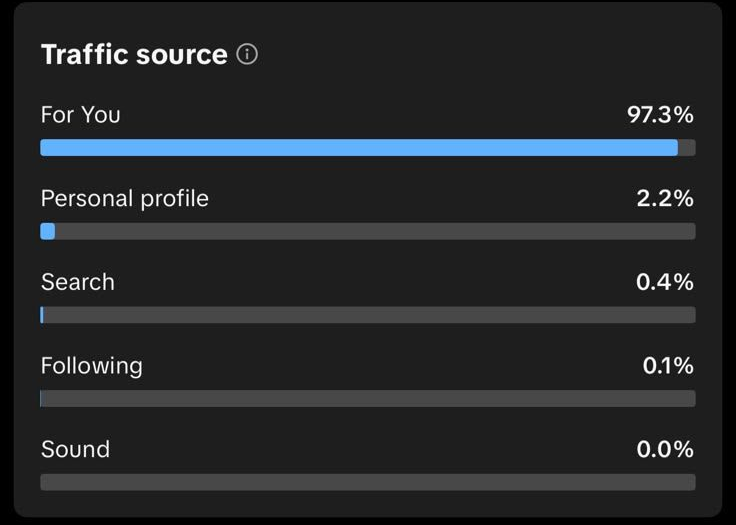 Traffic source
For You 97.3%
Personal profile 2.2%
Search 0.4%
Following 0.1%
Sound 0.0%